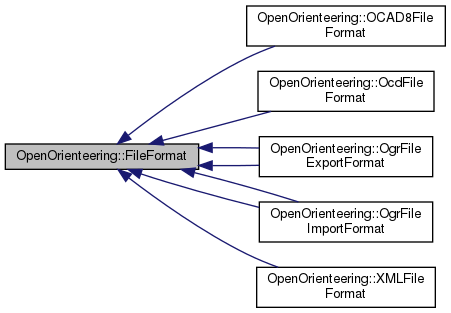 OpenOrienteering::OCAD8File
Format
OpenOrienteering::OcdFile
Format
OpenOrienteering::FileFormat
OpenOrienteering::OgrFile
ExportFormat
OpenOrienteering::OgrFile
ImportFormat
OpenOrienteering::XMLFile
Format